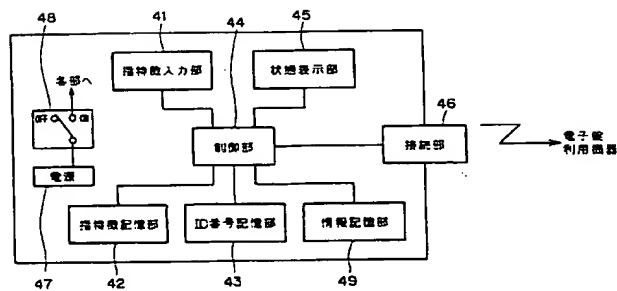 48
41
44
45
各部へ
指特徴入力部
状態表示部
46
OFF
ON
制御部
接続部
電子錠
利用機器
電源
指特徴記憶部
ID番号記憶部
情報記憶部
47
42
43
49